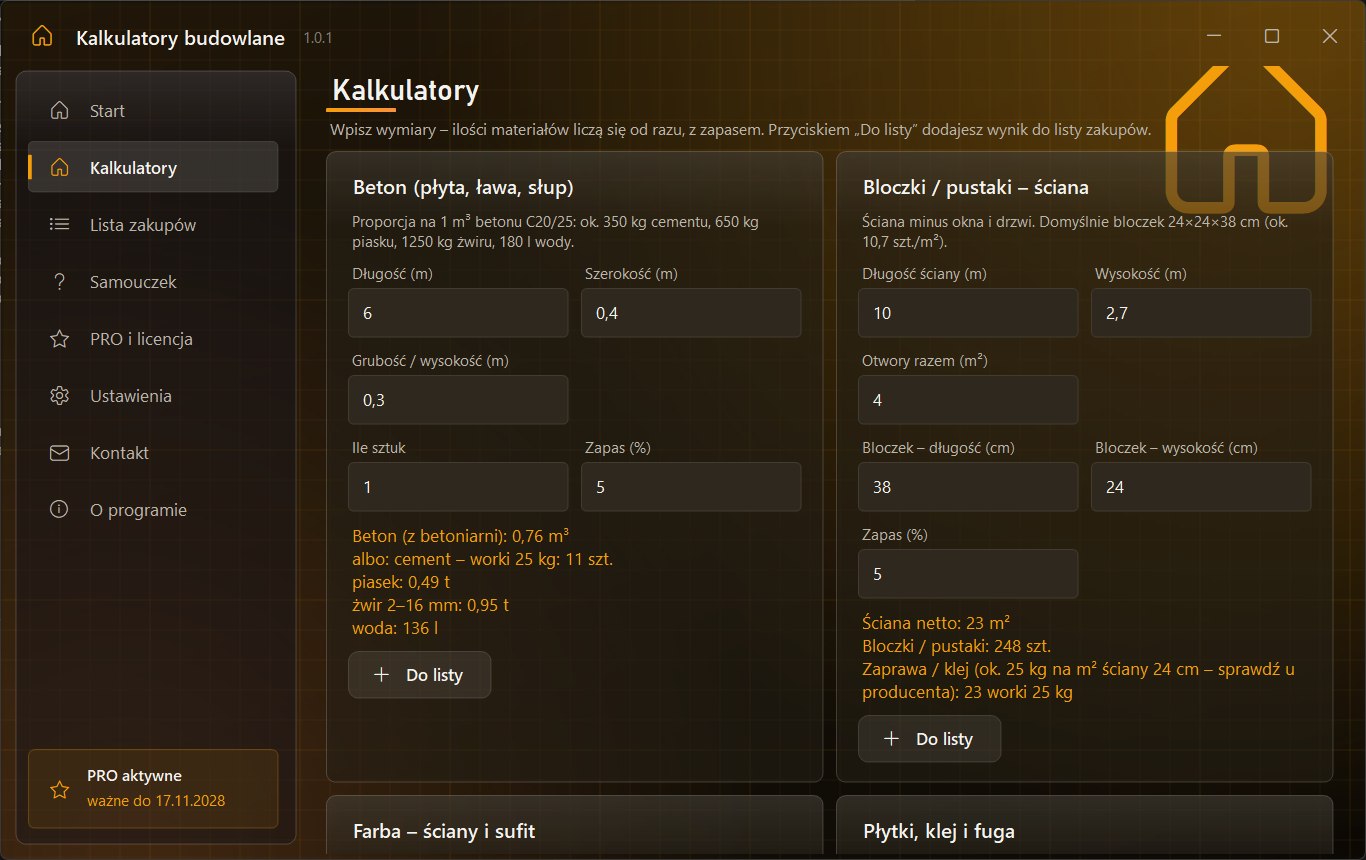 Kalkulatory budowlane 1.0.1
Start
Kalkulatory
Lista zakupów
Samouczek
PRO i licencja
Ustawienia
Kontakt
O programie
PRO aktywne
ważne do 17.11.2028
Kalkulatory
Wpisz wymiary – ilości materiałów liczą się od razu, z zapasem. Przyciskiem „Do listy” dodajesz wynik do listy zakupów.
Beton (płyta, ława, słup)
Proporcja na 1 m³ betonu C20/25: ok. 350 kg cementu, 650 kg
piasku, 1250 kg żwiru, 180 l wody.
Długość (m) Szerokość (m)
6 0,4
Grubość / wysokość (m)
0,3
Ile sztuk Zapas (%)
1 5
Beton (z betoniarni): 0,76 m³
albo: cement – worki 25 kg: 11 szt.
piasek: 0,49 t
żwir 2–16 mm: 0,95 t
woda: 136 l
Do listy
Bloczki / pustaki – ściana
Ściana minus okna i drzwi. Domyślnie bloczek 24×24×38 cm (ok.
10,7 szt./m²).
Długość ściany (m) Wysokość (m)
10 2,7
Otwory razem (m²)
4
Bloczek – długość (cm) Bloczek – wysokość (cm)
38 24
Zapas (%)
5
Ściana netto: 23 m²
Bloczki / pustaki: 248 szt.
Zaprawa / klej (ok. 25 kg na m² ściany 24 cm – sprawdź u
producenta): 23 worki 25 kg
Do listy
Farba – ściany i sufit
Płytki, klej i fuga